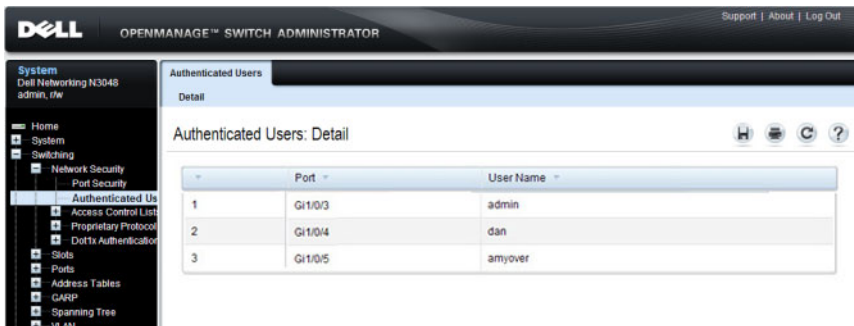 Support | About | Log Out
DELL
OPENMANAGE™ SWITCH ADMINISTRATOR
System
Dell Networking N3048
admin, r/w
Home
System
Switching
Network Security
Port Security
Authenticated Us
Access Control List
Proprietary Protocol
Dot1x Authentication
Slots
Ports
Address Tables
GARP
Spanning Tree
VLAN
Authenticated Users
Detail
Authenticated Users: Detail
Port User Name
1 Gi1/0/3 admin
2 Gi1/0/4 dan
3 Gi1/0/5 amyover